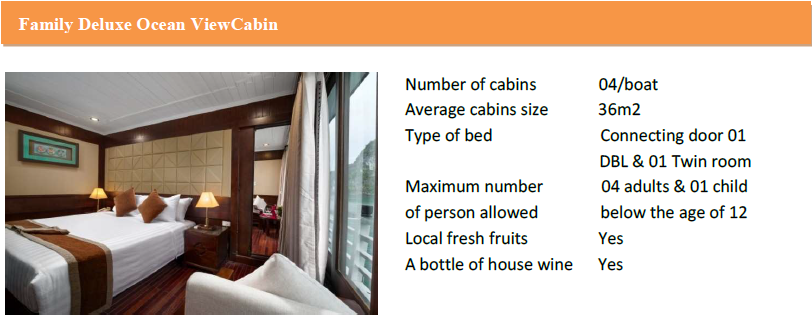 Family Deluxe Ocean ViewCabin
Number of cabins 04/boat
Average cabins size 36m2
Type of bed Connecting door 01
DBL & 01 Twin room
Maximum number 04 adults & 01 child
of person allowed below the age of 12
Local fresh fruits Yes
A bottle of house wine Yes